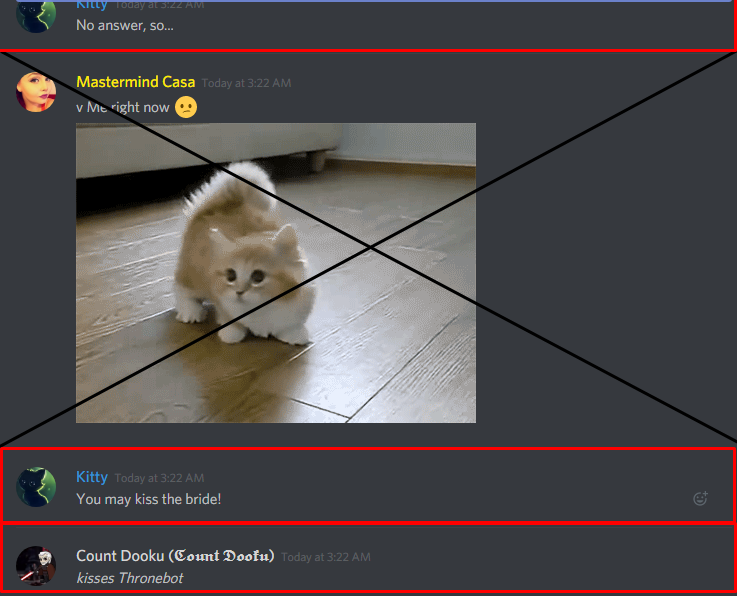 Kitty Today at 3:22 AM
No answer, so...
Mastermind Casa Today at 3:22 AM
v Me right now
Kitty Today at 3:22 AM
You may kiss the bride!
Count Dooku (𝕮𝖔𝖚𝖓𝖙 𝕯𝖔𝖔𝖐𝖚) Today at 3:22 AM
kisses Thronebot